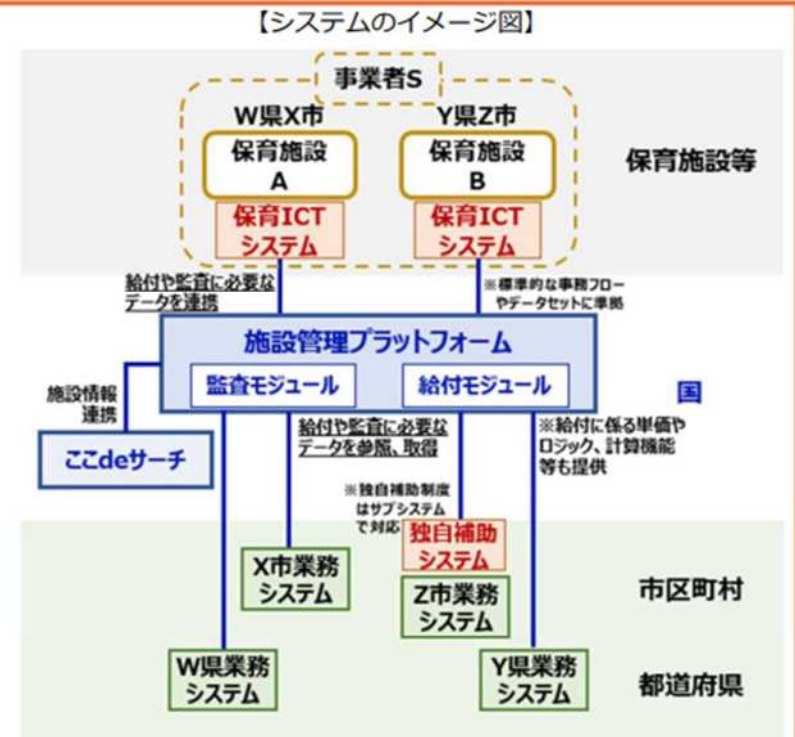 【システムのイメージ図】
事業者S
W県X市
Y県Z市
保育施設
A
保育施設
B
保育施設等
保育ICT
システム
保育ICT
システム
給付や監査に必要な
データを連携
※標準的な事務フロー
やデータセットに準拠
施設管理プラットフォーム
監査モジュール
給付モジュール
国
施設情報
連携
ここdeサーチ
給付や監査に必要な
データを参照、取得
※給付に係る単価や
ロジック、計算機能
等も提供
※独自補助制度
はサブシステム
で対応
独自補助
システム
X市業務
システム
Z市業務
システム
市区町村
W県業務
システム
Y県業務
システム
都道府県